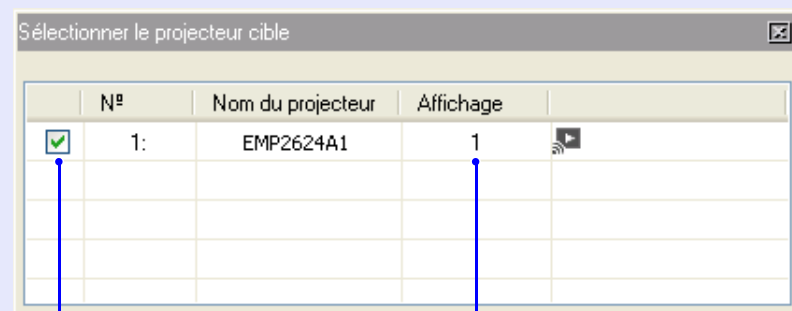 Sélectionner le projecteur cible
Nº Nom du projecteur Affichage
1: EMP2624A1 1